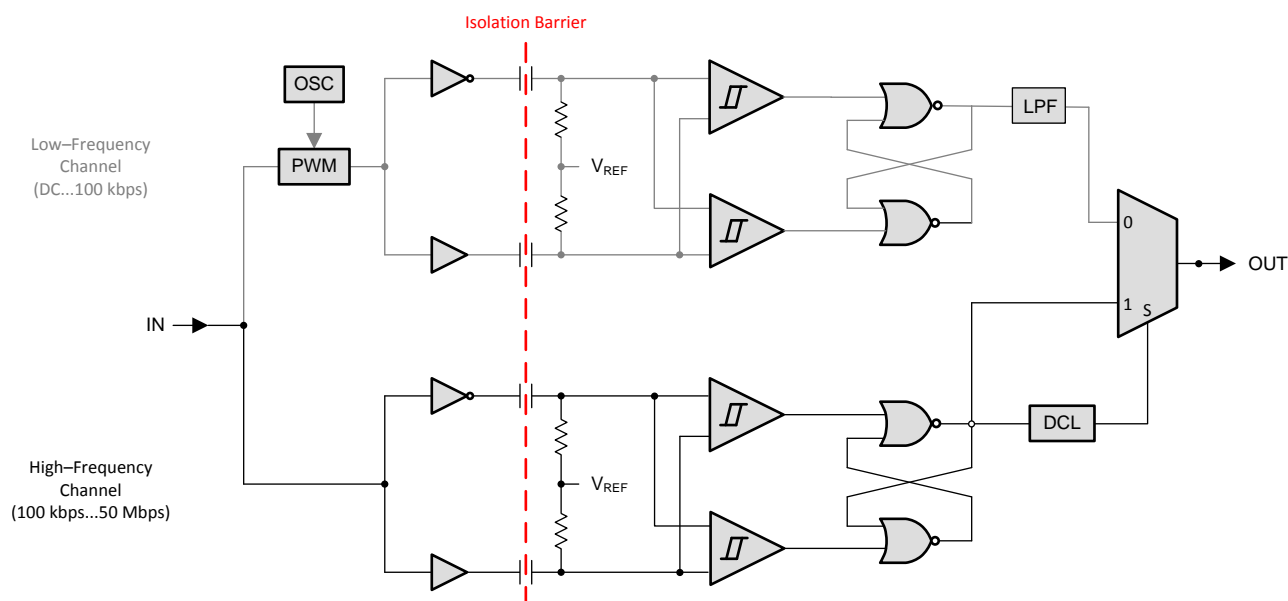 Isolation Barrier
OSC
LPF
Low–Frequency
Channel
(DC...100 kbps)
PWM
VREF
0
OUT
1
S
IN
DCL
High–Frequency
Channel
(100 kbps...50 Mbps)
VREF